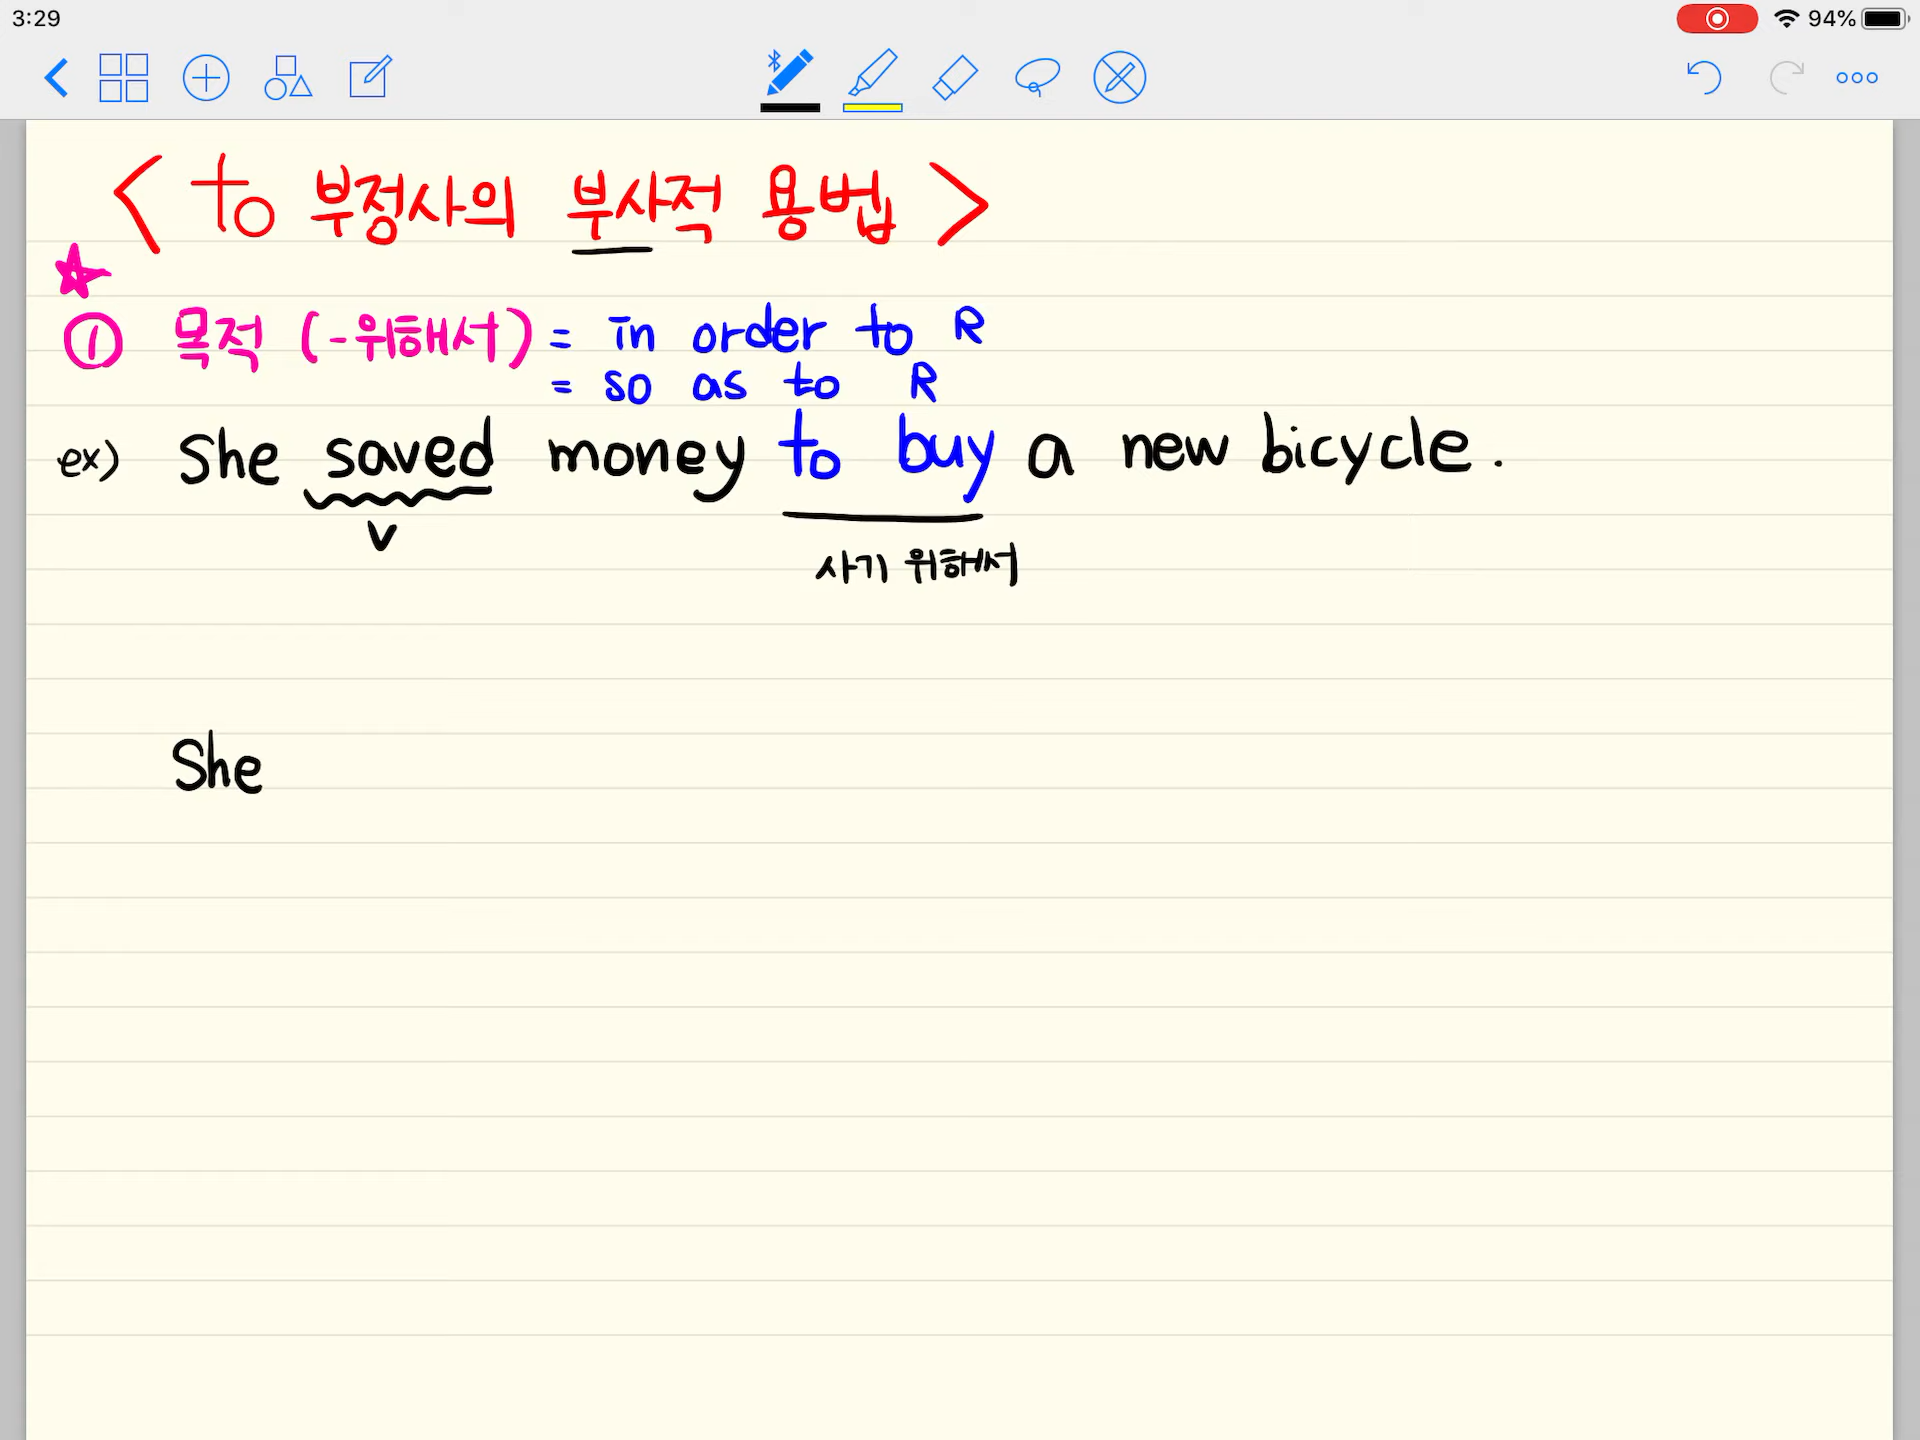 3:29 94%
< to 부정사의 부사적 용법 >
① 목적 (-위해서) = in order to R
= so as to R
ex) She saved money to buy a new bicycle.
V
사기 위해서
She